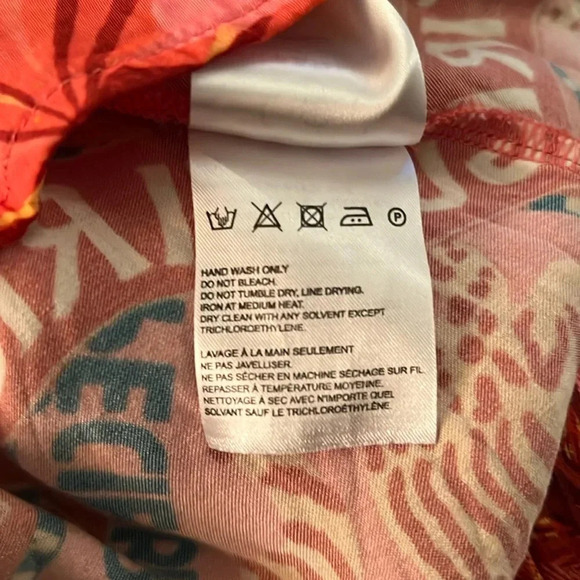 P
HAND WASH ONLY
DO NOT BLEACH.
DO NOT TUMBLE DRY, LINE DRYING.
IRON AT MEDIUM HEAT.
DRY CLEAN WITH ANY SOLVENT EXCEPT
TRICHLOROETHYLENE.
LAVAGE À LA MAIN SEULEMENT
NE PAS JAVELLISER.
NE PAS SÉCHER EN MACHINE SÉCHAGE SUR FIL.
REPASSER À TEMPÉRATURE MOYENNE.
NETTOYAGE À SEC AVEC N'IMPORTE QUEL
SOLVANT SAUF LE TRICHLOROÉTHYLÈNE.